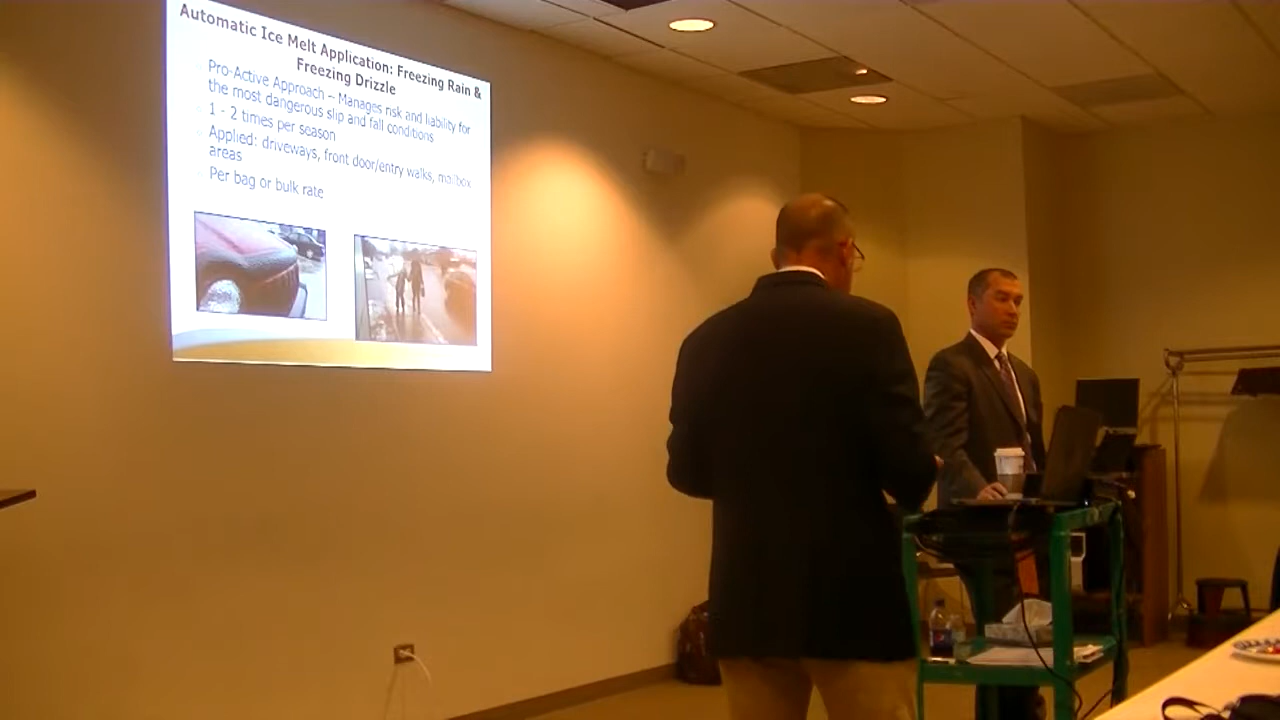 Automatic Ice Melt Application: Freezing Rain &
Freezing Drizzle
Pro-Active Approach – Manages risk and liability for
the most dangerous slip and fall conditions
1 - 2 times per season
Applied: driveways, front door/entry walks, mailbox
areas
Per bag or bulk rate